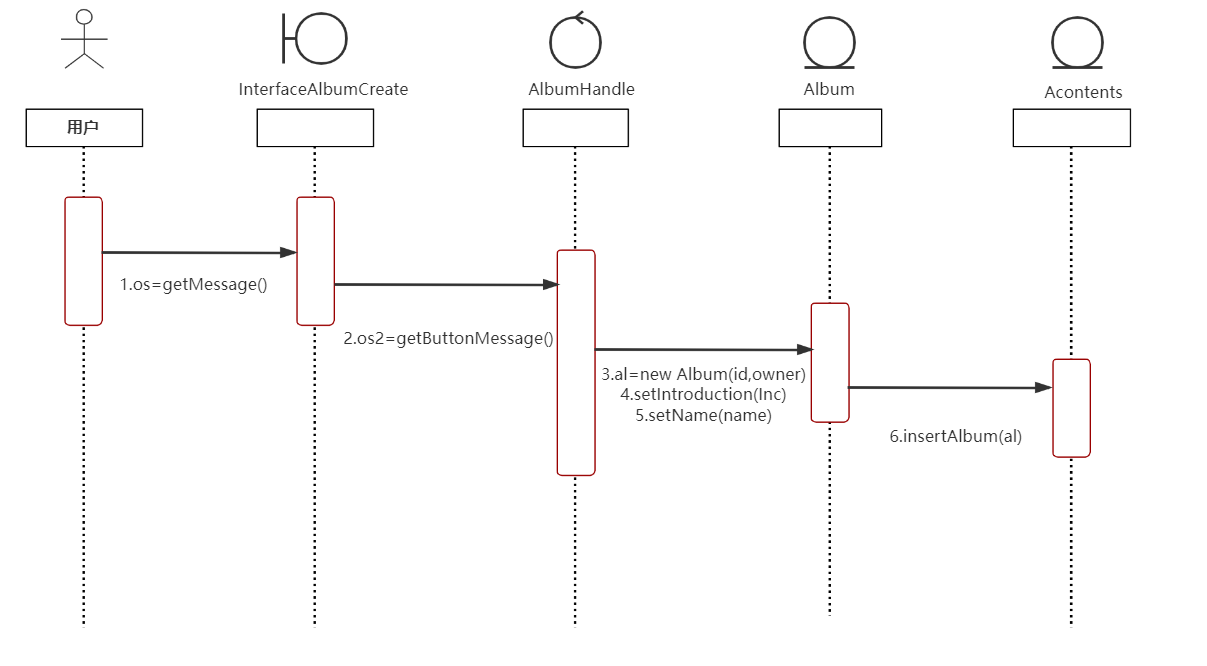 InterfaceAlbumCreate
AlbumHandle
Album
Acontents
用户
1.os=getMessage()
2.os2=getButtonMessage()
3.al=new Album(id,owner)
4.setIntroduction(Inc)
5.setName(name)
6.insertAlbum(al)